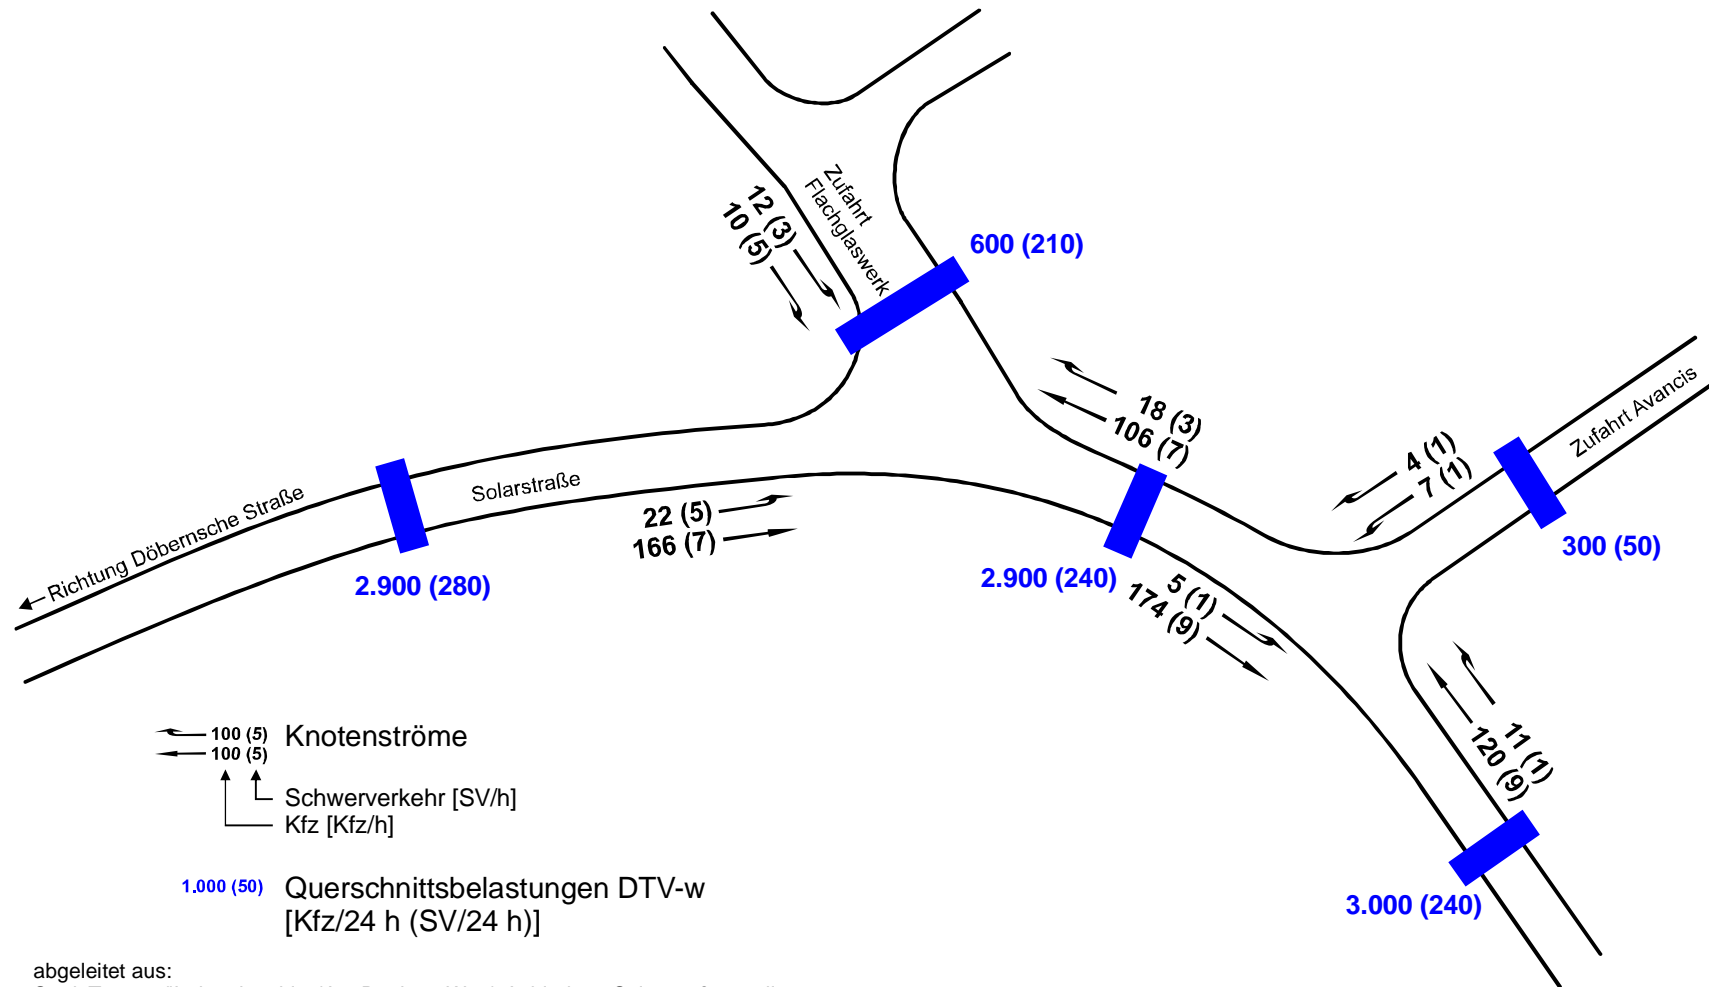 Zufahrt
Flachglaswerk
12 (3)
10 (5)
600 (210)
18 (3)
106 (7)
4 (1)
7 (1)
Zufahrt Avancis
300 (50)
Solarstraße
22 (5)
166 (7)
Richtung Döbernsche Straße
2.900 (280)
2.900 (240)
5 (1)
174 (9)
11 (1)
120 (9)
3.000 (240)
100 (5)
100 (5)
Knotenströme
Schwerverkehr [SV/h]
Kfz [Kfz/h]
1.000 (50)
Querschnittsbelastungen DTV-w
[Kfz/24 h (SV/24 h)]
abgeleitet aus: